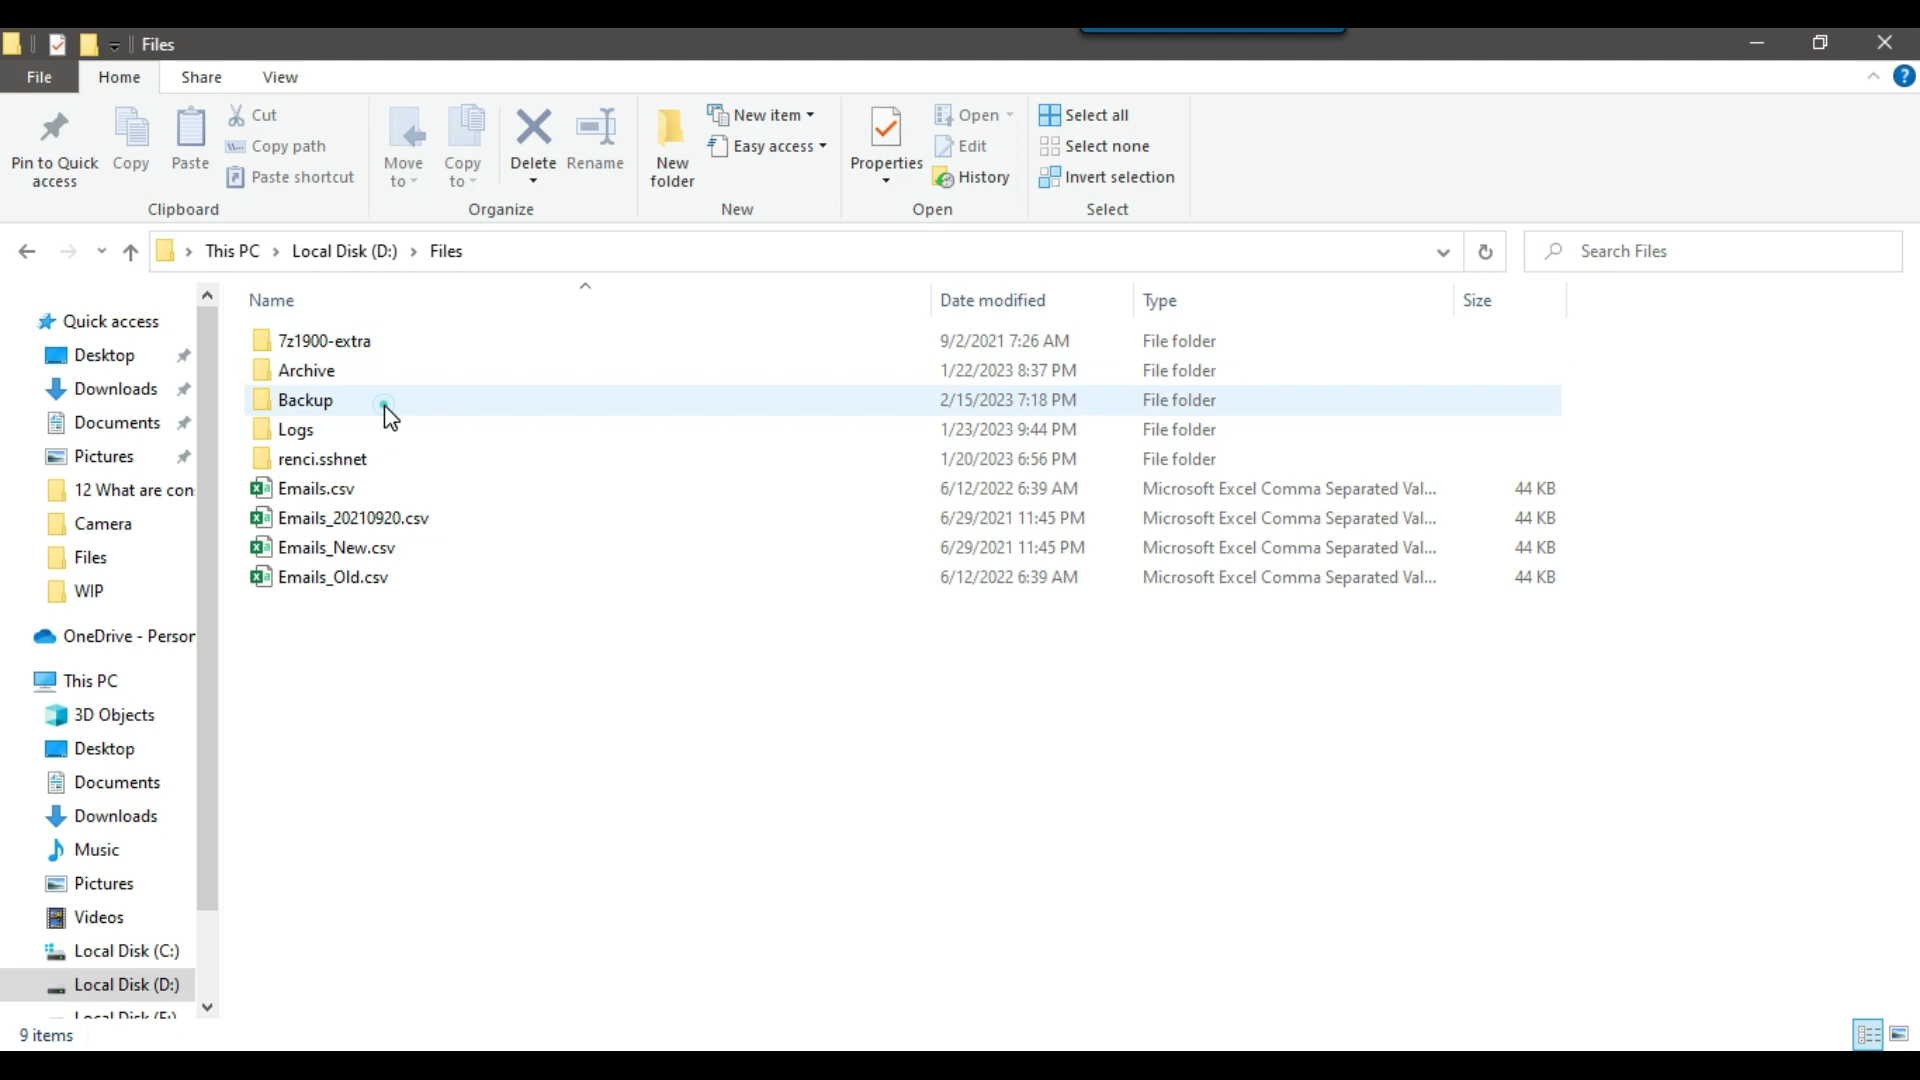 Files
File Home Share View
Pin to Quick access
Copy
Paste
Cut
Copy path
Paste shortcut
Clipboard
Move to
Copy to
Delete
Rename
Organize
New folder
New item
Easy access
New
Properties
Open
Edit
History
Open
Select all
Select none
Invert selection
Select
This PC > Local Disk (D:) > Files
Search Files
Quick access
Desktop
Downloads
Documents
Pictures
12 What are con
Camera
Files
WIP
OneDrive - Person
This PC
3D Objects
Desktop
Documents
Downloads
Music
Pictures
Videos
Local Disk (C:)
Local Disk (D:)
Name Date modified Type Size
7z1900-extra 9/2/2021 7:26 AM File folder
Archive 1/22/2023 8:37 PM File folder
Backup 2/15/2023 7:18 PM File folder
Logs 1/23/2023 9:44 PM File folder
renci.sshnet 1/20/2023 6:56 PM File folder
Emails.csv 6/12/2022 6:39 AM Microsoft Excel Comma Separated Val... 44 KB
Emails_20210920.csv 6/29/2021 11:45 PM Microsoft Excel Comma Separated Val... 44 KB
Emails_New.csv 6/29/2021 11:45 PM Microsoft Excel Comma Separated Val... 44 KB
Emails_Old.csv 6/12/2022 6:39 AM Microsoft Excel Comma Separated Val... 44 KB
9 items